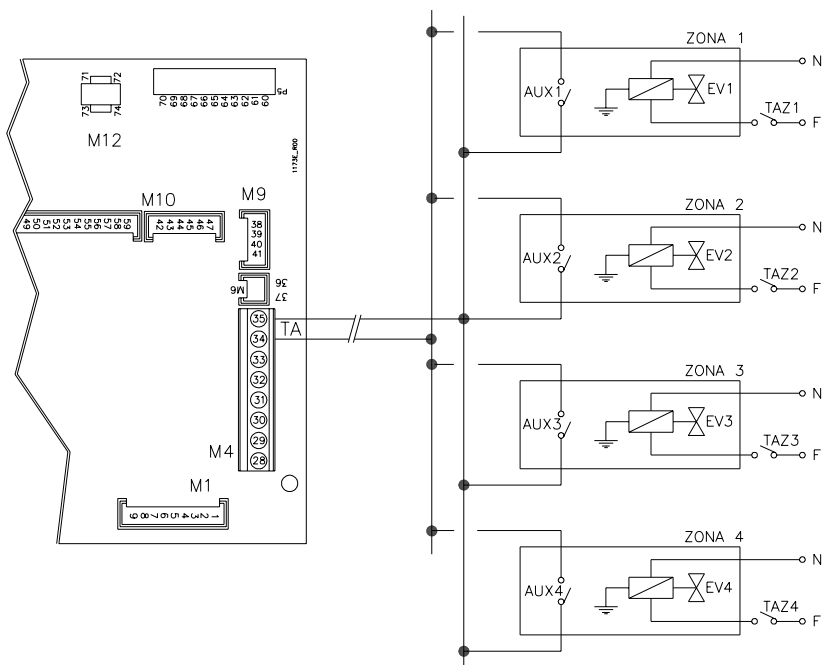 71
72
73
74
M12
70
69
68
67
66
65
64
63
62
61
60
P5
1173E_R00
M10
49
50
51
52
53
54
55
56
57
58
59
42
43
44
45
46
47
M9
38
39
40
41
M6
36
37
35
34
33
32
31
30
29
28
TA
M4
M1
9
8
7
6
5
4
3
2
1
ZONA 1
N
AUX1
EV1
TAZ1
F
ZONA 2
N
AUX2
EV2
TAZ2
F
ZONA 3
N
AUX3
EV3
TAZ3
F
ZONA 4
N
AUX4
EV4
TAZ4
F